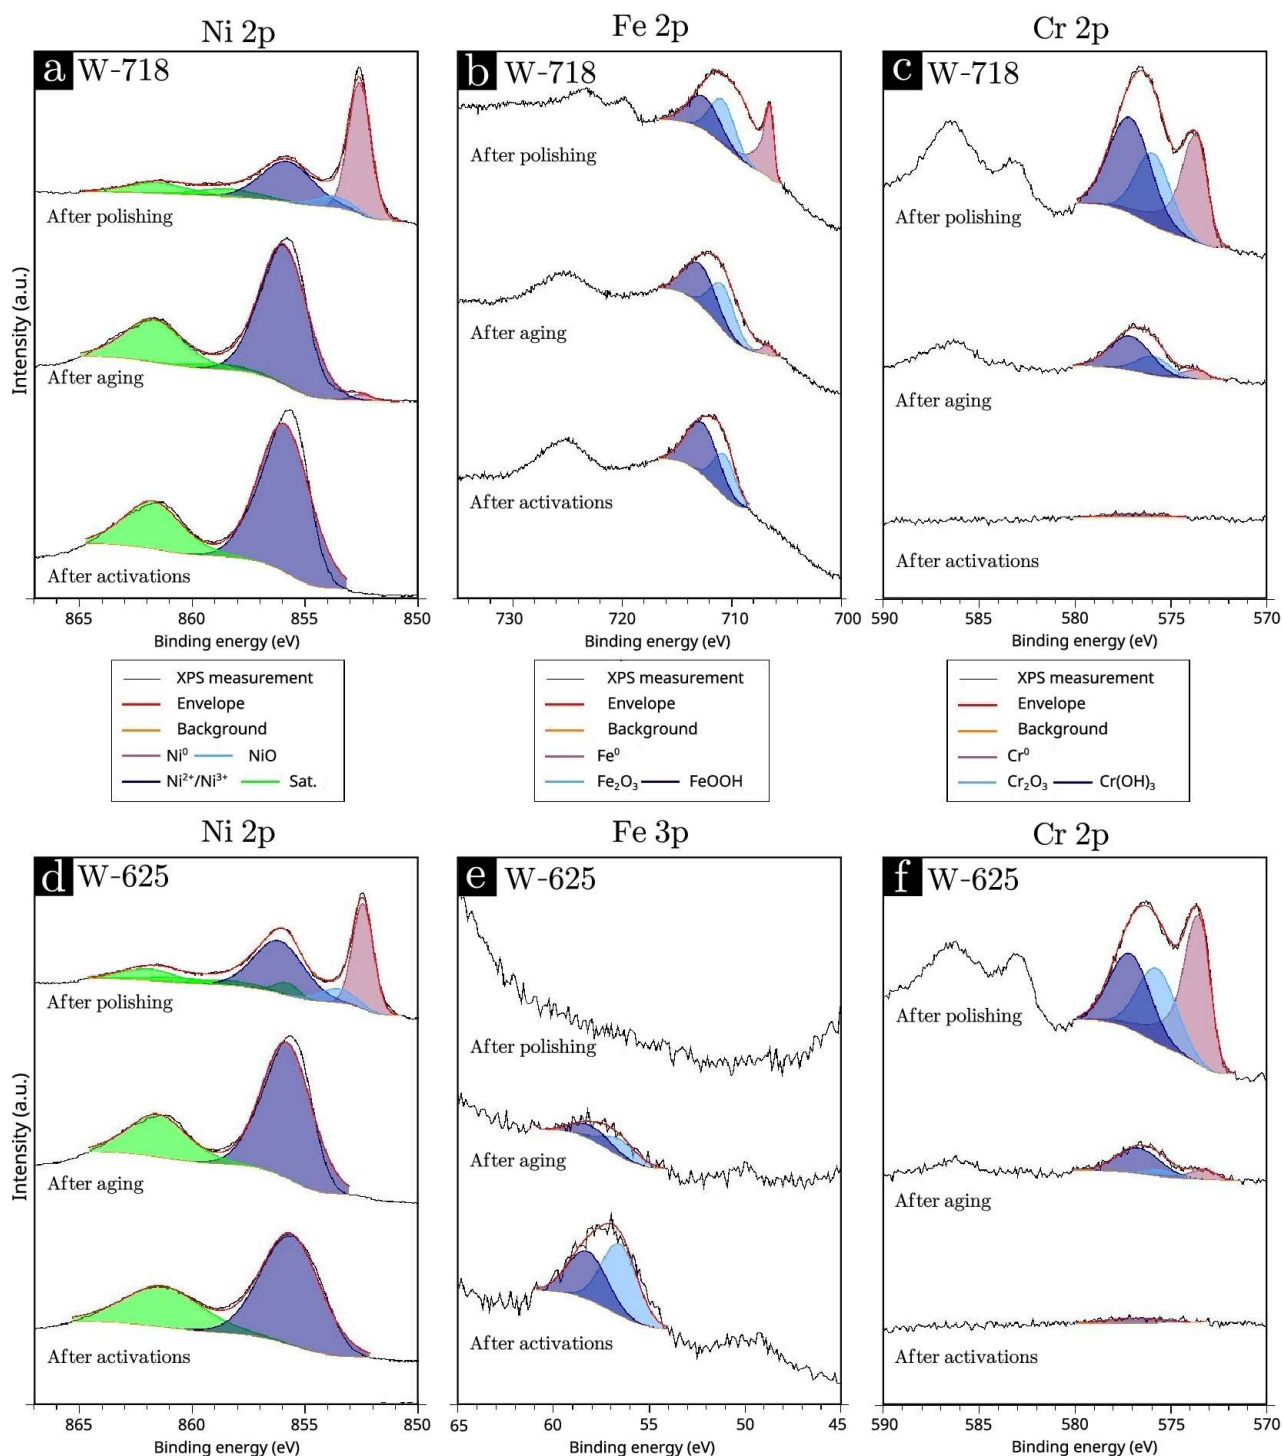 Ni 2p
Fe 2p
Cr 2p
a W-718
b W-718
c W-718
After polishing
After polishing
After polishing
Intensity (a.u.)
After aging
After aging
After aging
After activations
After activations
After activations
865 860 855 850
730 720 710 700
590 585 580 575 570
Binding energy (eV)
Binding energy (eV)
Binding energy (eV)
XPS measurement
Envelope
Background
Ni⁰ NiO
Ni²⁺/Ni³⁺ Sat.
XPS measurement
Envelope
Background
Fe⁰
Fe₂O₃ FeOOH
XPS measurement
Envelope
Background
Cr⁰
Cr₂O₃ Cr(OH)₃
Ni 2p
Fe 3p
Cr 2p
d W-625
e W-625
f W-625
After polishing
After polishing
After polishing
Intensity (a.u.)
After aging
After aging
After aging
After activations
After activations
After activations
865 860 855 850
65 60 55 50 45
590 585 580 575 570
Binding energy (eV)
Binding energy (eV)
Binding energy (eV)